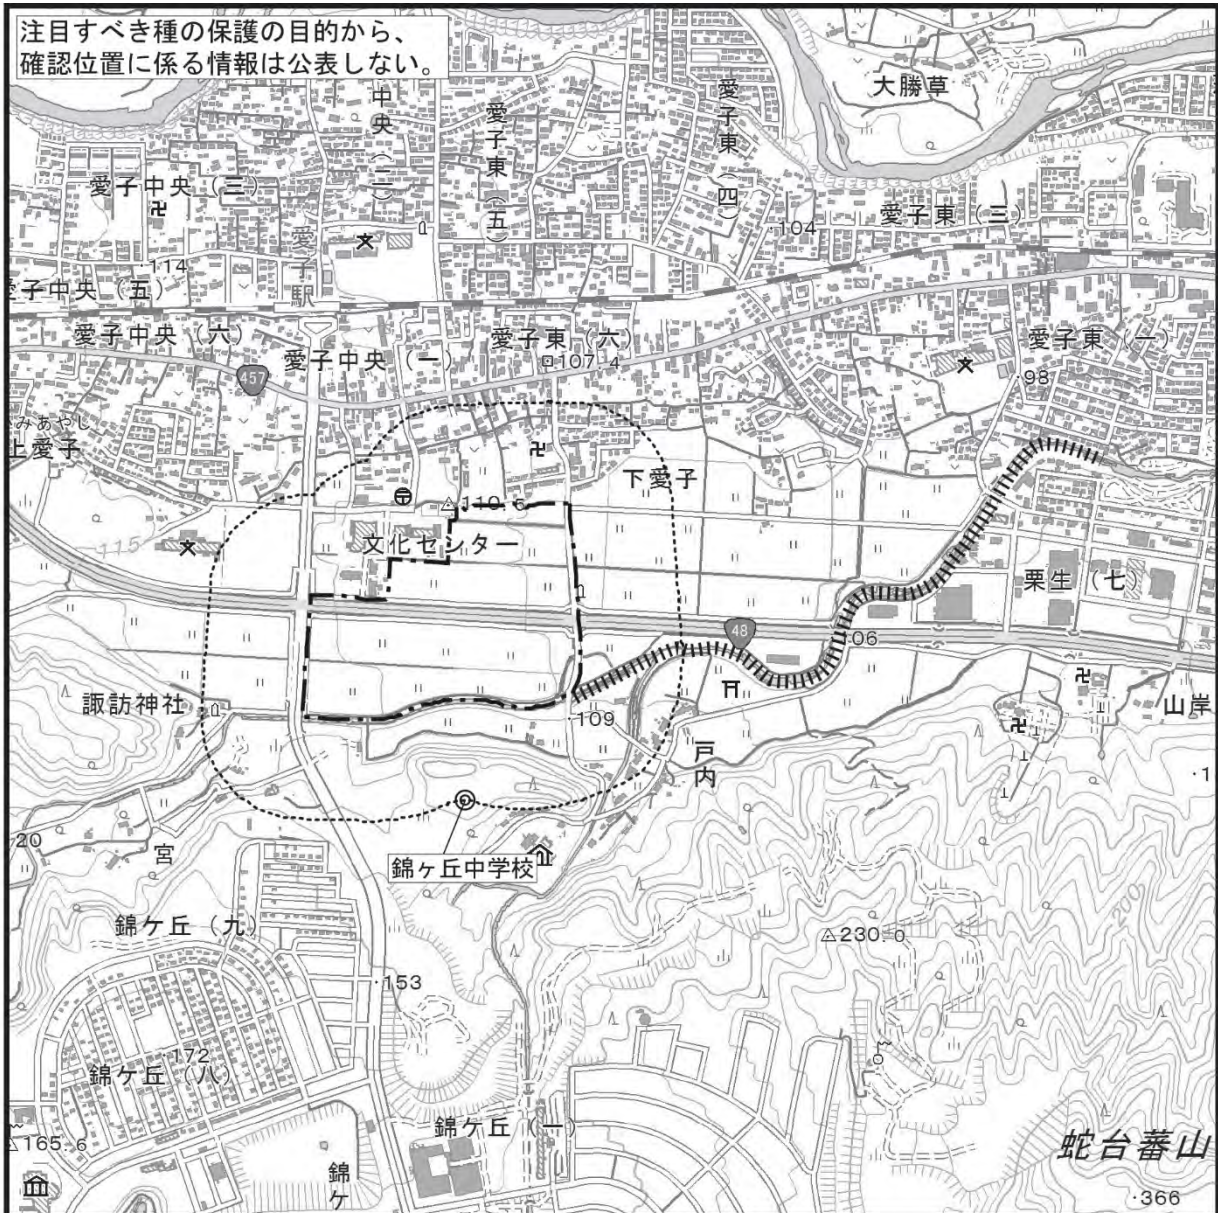 注目すべき種の保護の目的から、
確認位置に係る情報は公表しない。
大勝草
中央(二)
愛子東(五)
愛子東(四)
愛子中央(三)
愛子東(三)
104
愛子駅
114
愛子中央(五)
愛子中央(六)
愛子中央(一)
愛子東(六)
107.4
愛子東(一)
457
98
みあやし
上愛子
下愛子
110.6
115
文化センター
栗生(七
48
06
諏訪神社
109
戸内
山岸
・1
錦ヶ丘中学校
20
宮
錦ケ丘(九)
230.0
200
153
172
錦ケ丘(八)
錦ケ丘(一)
165.6
錦ケ
蛇台蕃山
366